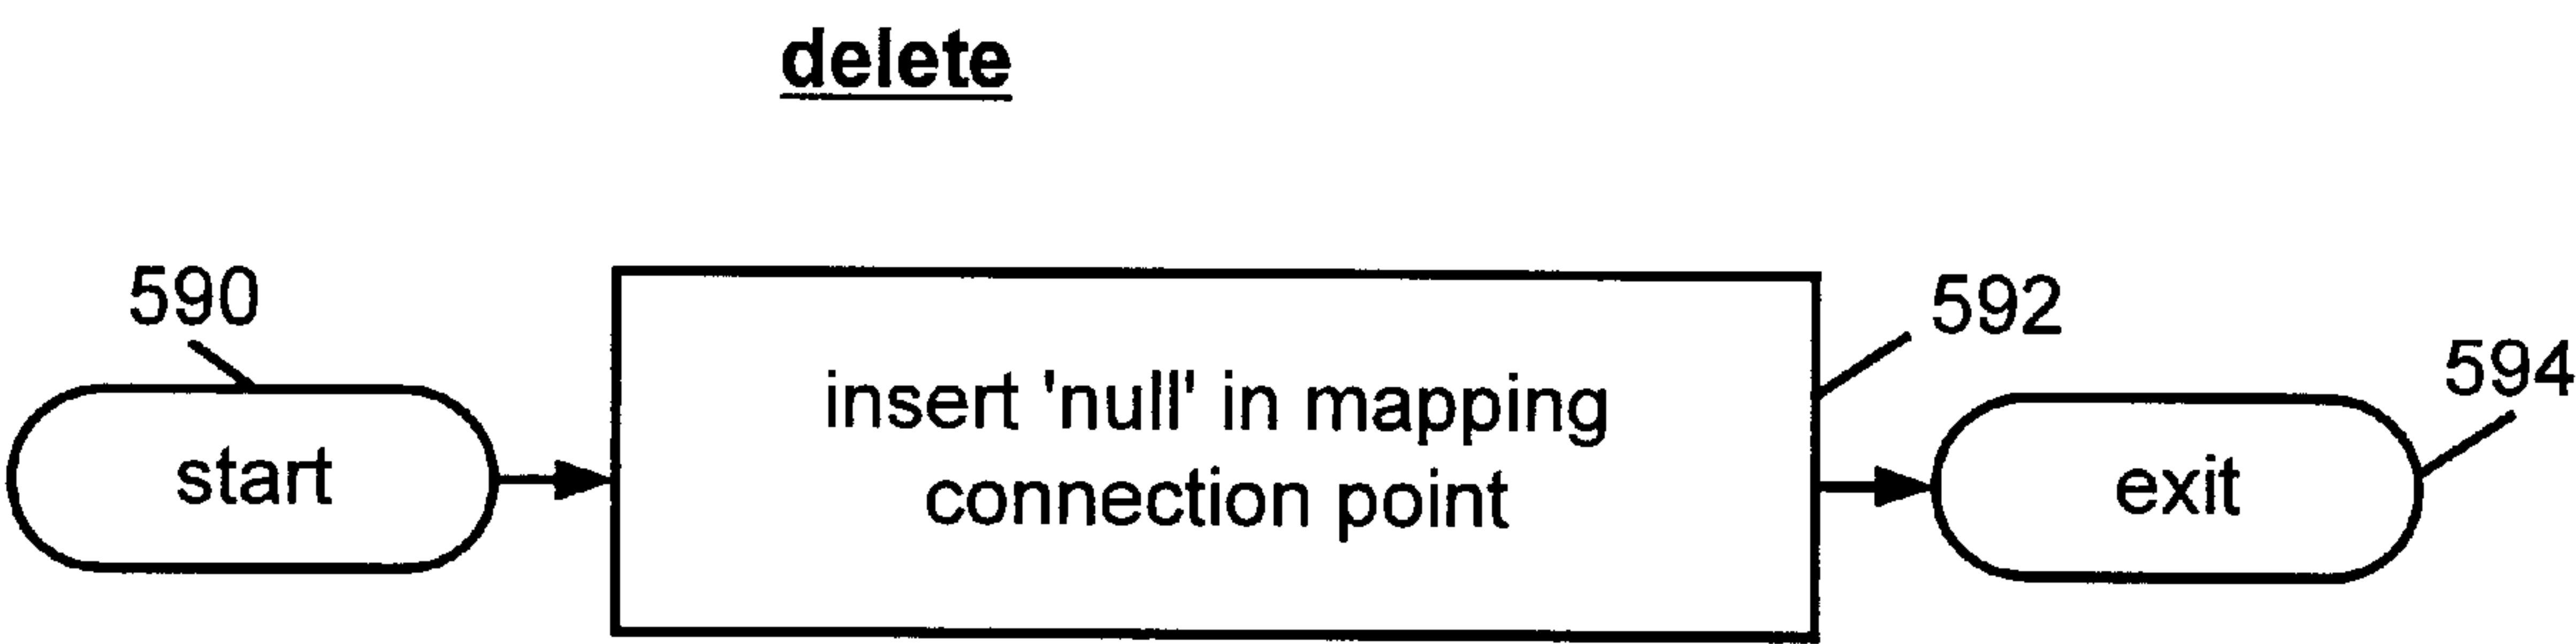 delete
590
592
594
start
insert 'null' in mapping
connection point
exit